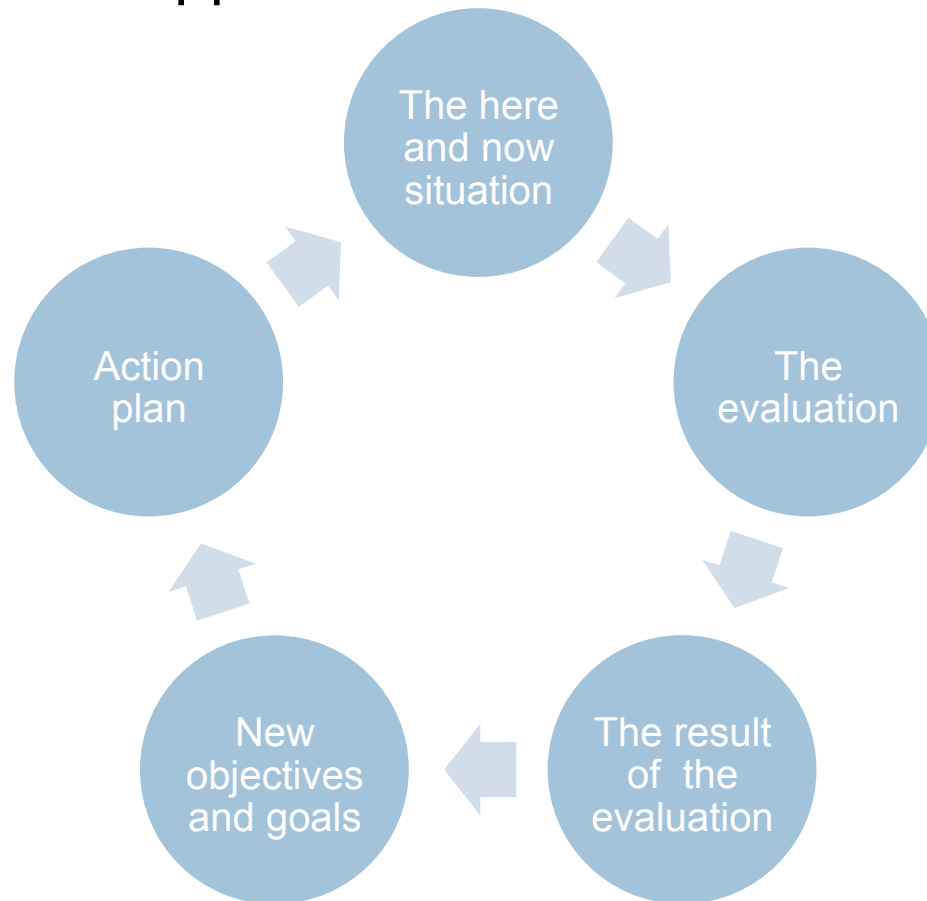 The here
and now
situation
The
evaluation
The result
of the
evaluation
New
objectives
and goals
Action
plan